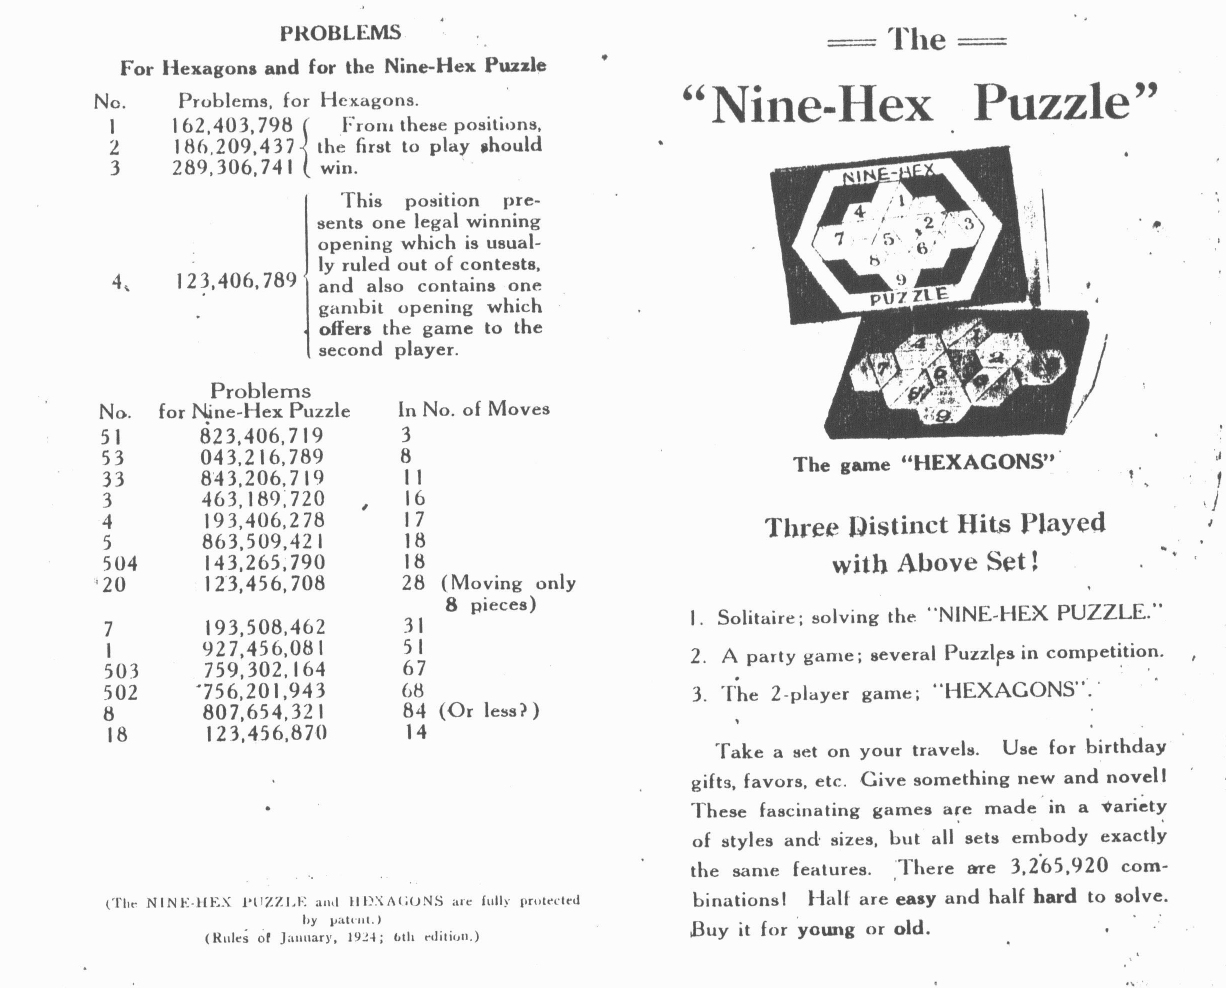 PROBLEMS
For Hexagons and for the Nine-Hex Puzzle
No. Problems, for Hexagons.
1 162,403,798 From these positions,
2 186,209,437 the first to play should
3 289,306,741 win.
This position pre-
sents one legal winning
opening which is usual-
ly ruled out of contests,
4 123,406,789 and also contains one
gambit opening which
offers the game to the
second player.
Problems
No. for Nine-Hex Puzzle In No. of Moves
51 823,406,719 3
53 043,216,789 8
33 843,206,719 11
3 463,189,720 16
4 193,406,278 17
5 863,509,421 18
504 143,265,790 18
20 123,456,708 28 (Moving only
8 pieces)
7 193,508,462 31
1 927,456,081 51
503 759,302,164 67
502 756,201,943 68
8 807,654,321 84 (Or less?)
18 123,456,870 14
(The NINE-HEX PUZZLE and HEXAGONS are fully protected
by patent.)
(Rules of January, 1924; 6th edition.)
The
"Nine-Hex Puzzle"
NINE-HEX
1
4 2 3
7 5 6
8
9
PUZZLE
4
7 2
6
9
The game "HEXAGONS"
Three Distinct Hits Played
with Above Set!
1. Solitaire; solving the "NINE-HEX PUZZLE."
2. A party game; several Puzzles in competition.
3. The 2-player game; "HEXAGONS".
Take a set on your travels. Use for birthday
gifts, favors, etc. Give something new and novel!
These fascinating games are made in a variety
of styles and sizes, but all sets embody exactly
the same features. There are 3,265,920 com-
binations! Half are easy and half hard to solve.
Buy it for young or old.